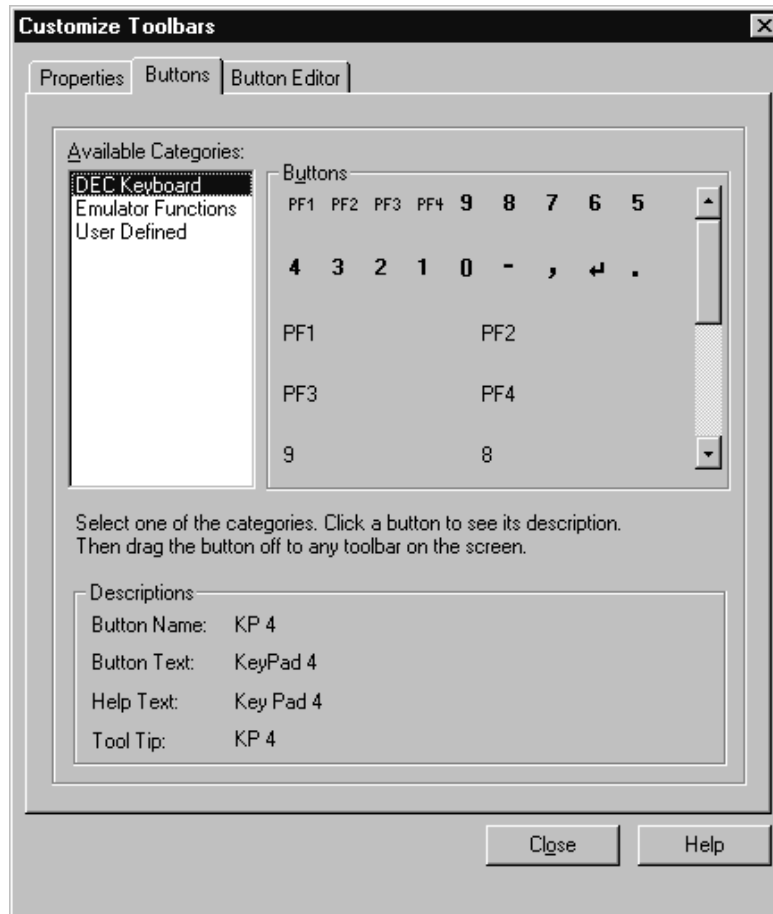 Customize Toolbars
Properties Buttons Button Editor
Available Categories:
DEC Keyboard
Emulator Functions
User Defined
Buttons
PF1 PF2 PF3 PF4 9 8 7 6 5
4 3 2 1 0 - , ↵ .
PF1 PF2
PF3 PF4
9 8
Select one of the categories. Click a button to see its description.
Then drag the button off to any toolbar on the screen.
Descriptions
Button Name: KP 4
Button Text: KeyPad 4
Help Text: Key Pad 4
Tool Tip: KP 4
Close Help